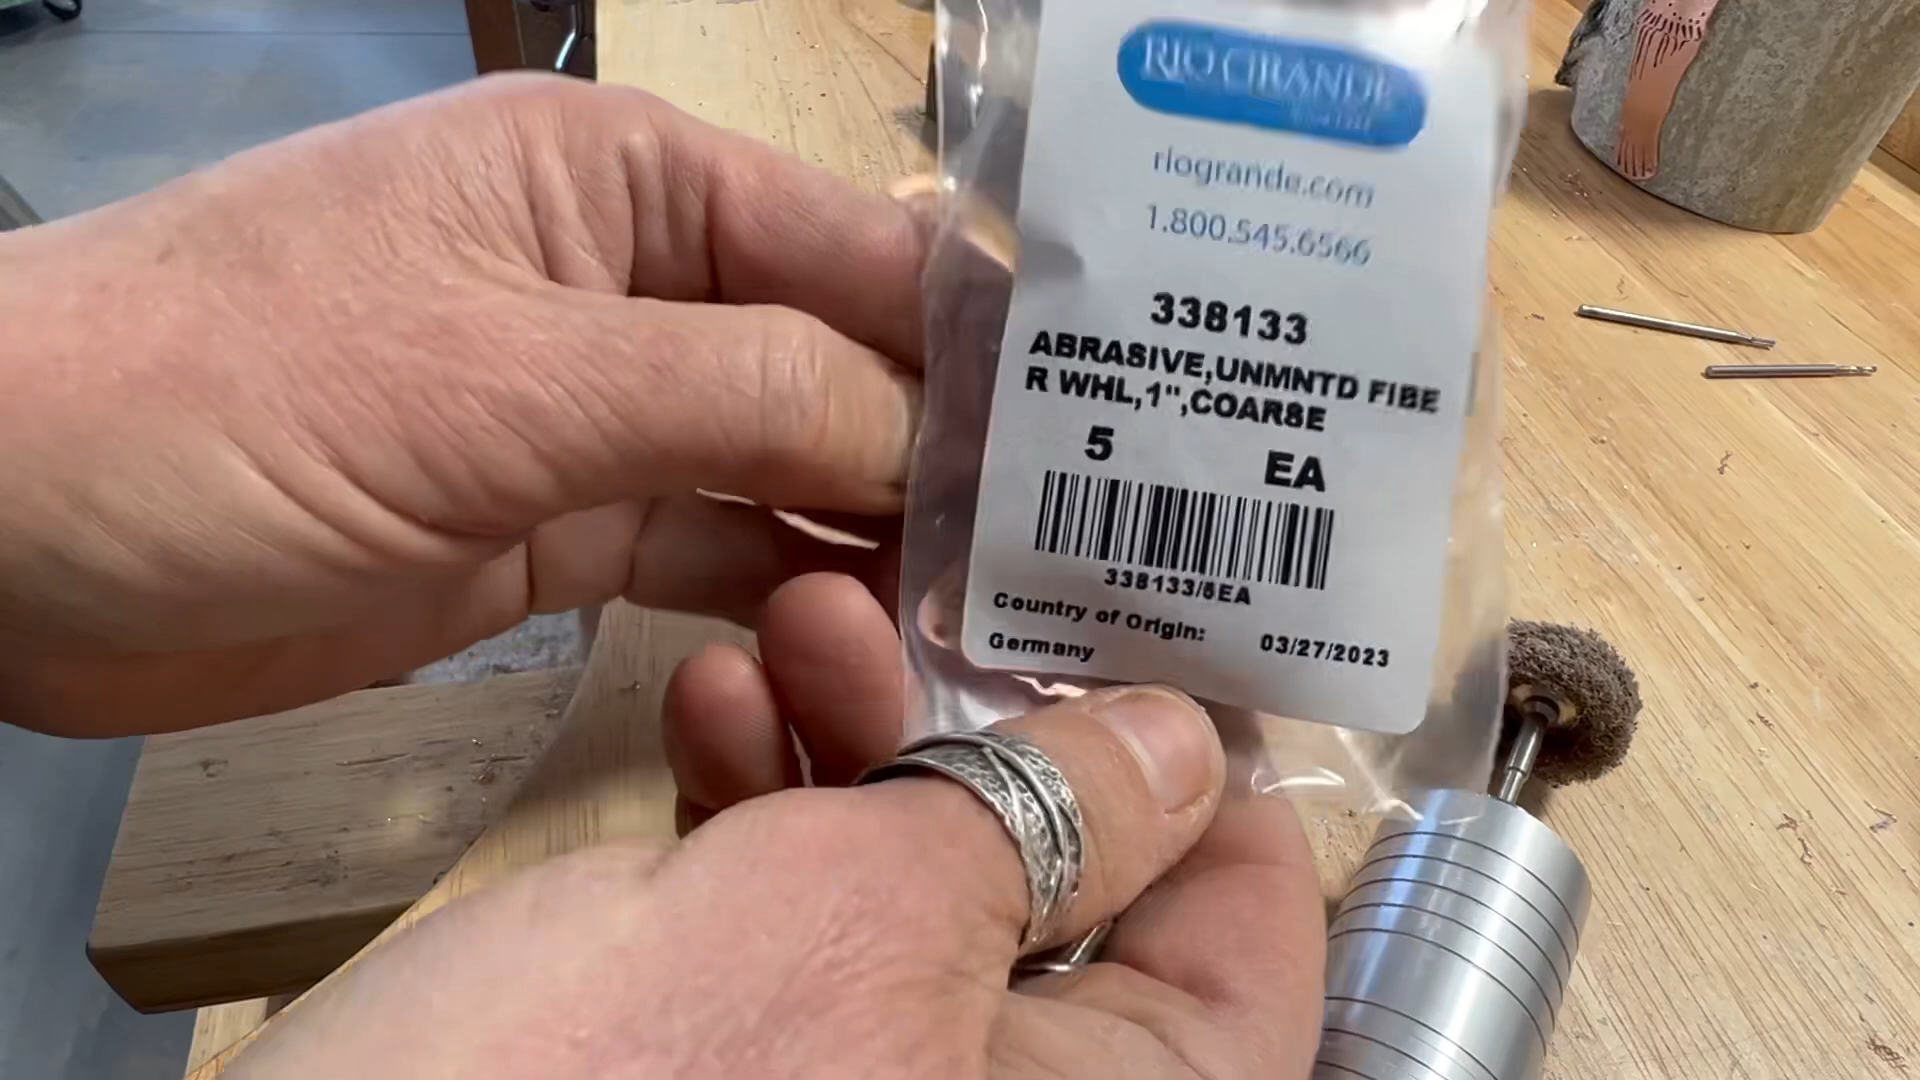 RIO GRANDE
riogrande.com
1.800.545.6566
338133
ABRASIVE,UNMNTD FIBE
R WHL,1",COARSE
5 EA
338133/5EA
Country of Origin:
Germany 03/27/2023